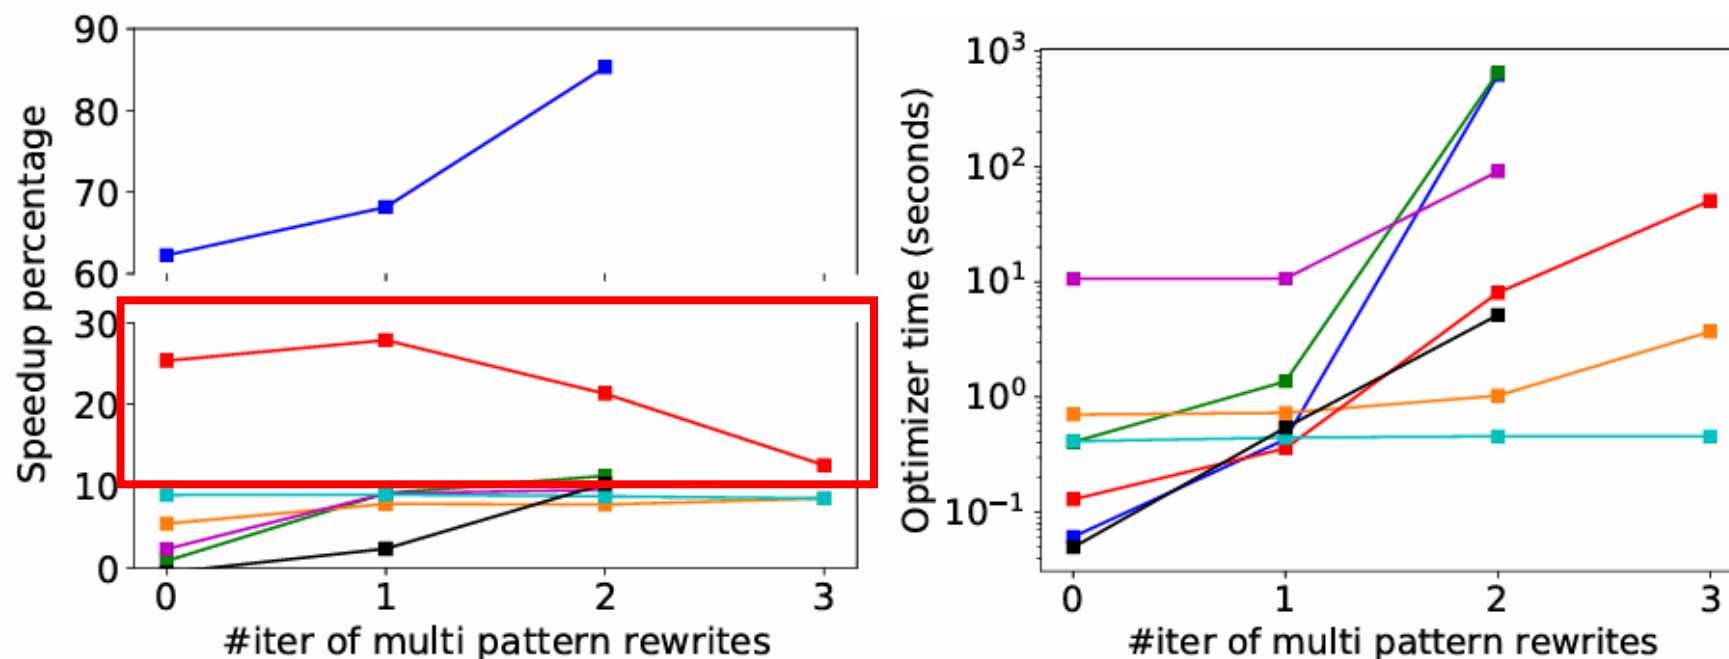 Speedup percentage
90
80
70
60
30
20
10
0
0 1 2 3
#iter of multi pattern rewrites
Optimizer time (seconds)
10³
10²
10¹
10⁰
10⁻¹
0 1 2 3
#iter of multi pattern rewrites